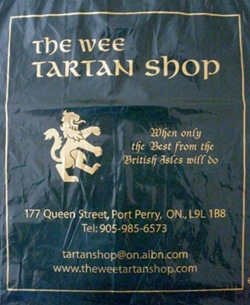 the wee
tartan shop
When only
the Best from the
British Isles will do
177 Queen Street, Port Perry, ON., L9L 1B8
Tel: 905-985-6573
tartanshop@on.aibn.com
www.theweetartanshop.com